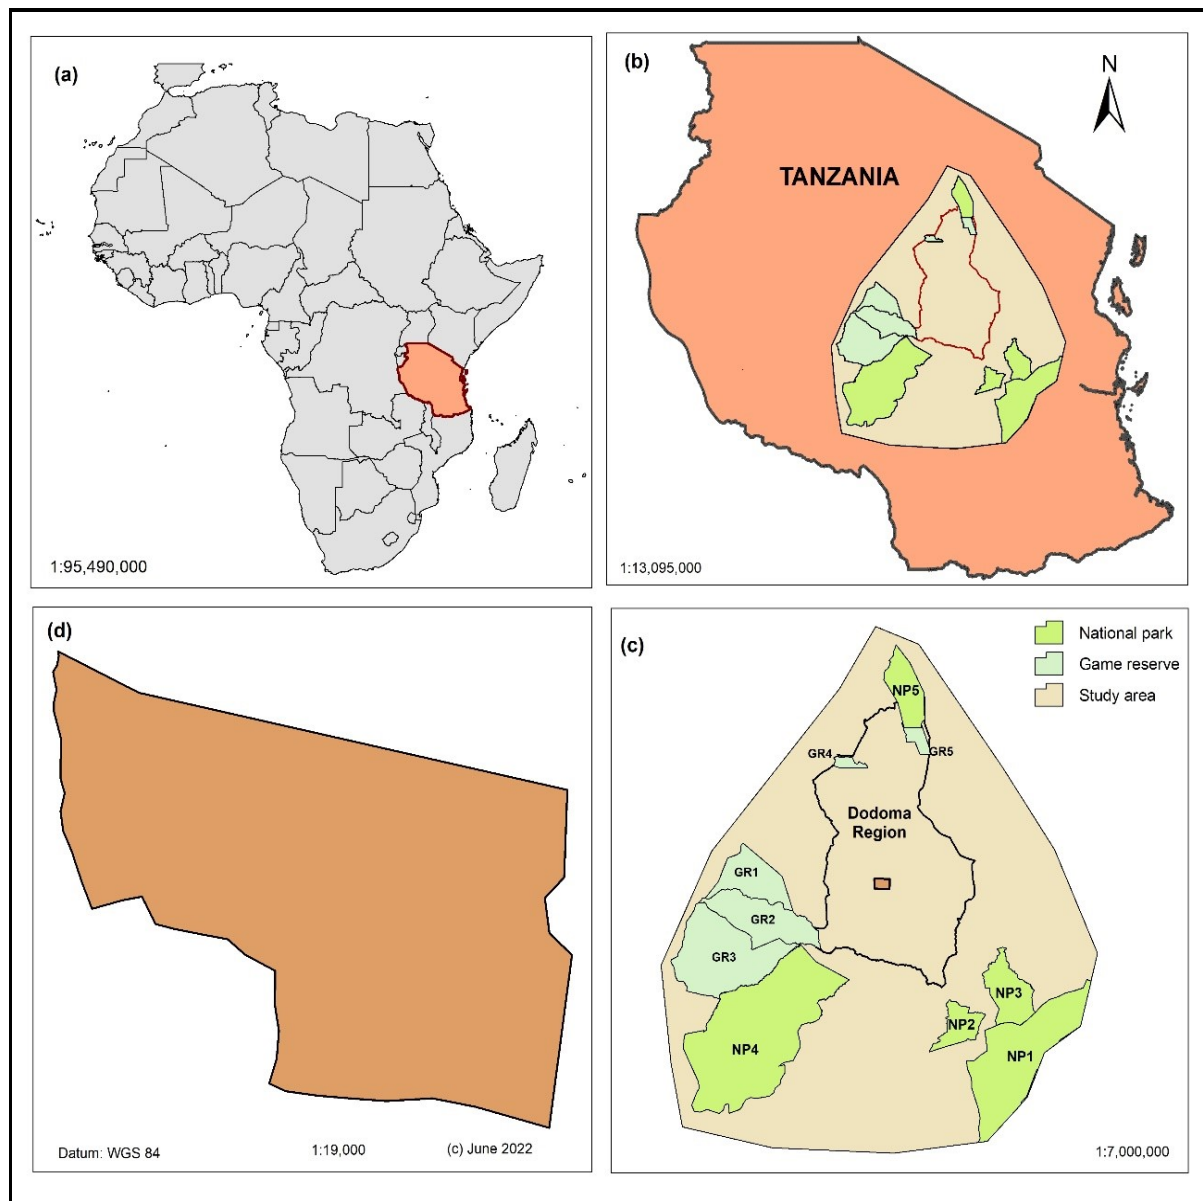 (a)
1:95,490,000
(b)
N
TANZANIA
1:13,095,000
(d)
Datum: WGS 84
1:19,000
(c) June 2022
(c)
National park
Game reserve
Study area
NP5
GR4
GR5
Dodoma
Region
GR1
GR2
GR3
NP3
NP2
NP4
NP1
1:7,000,000